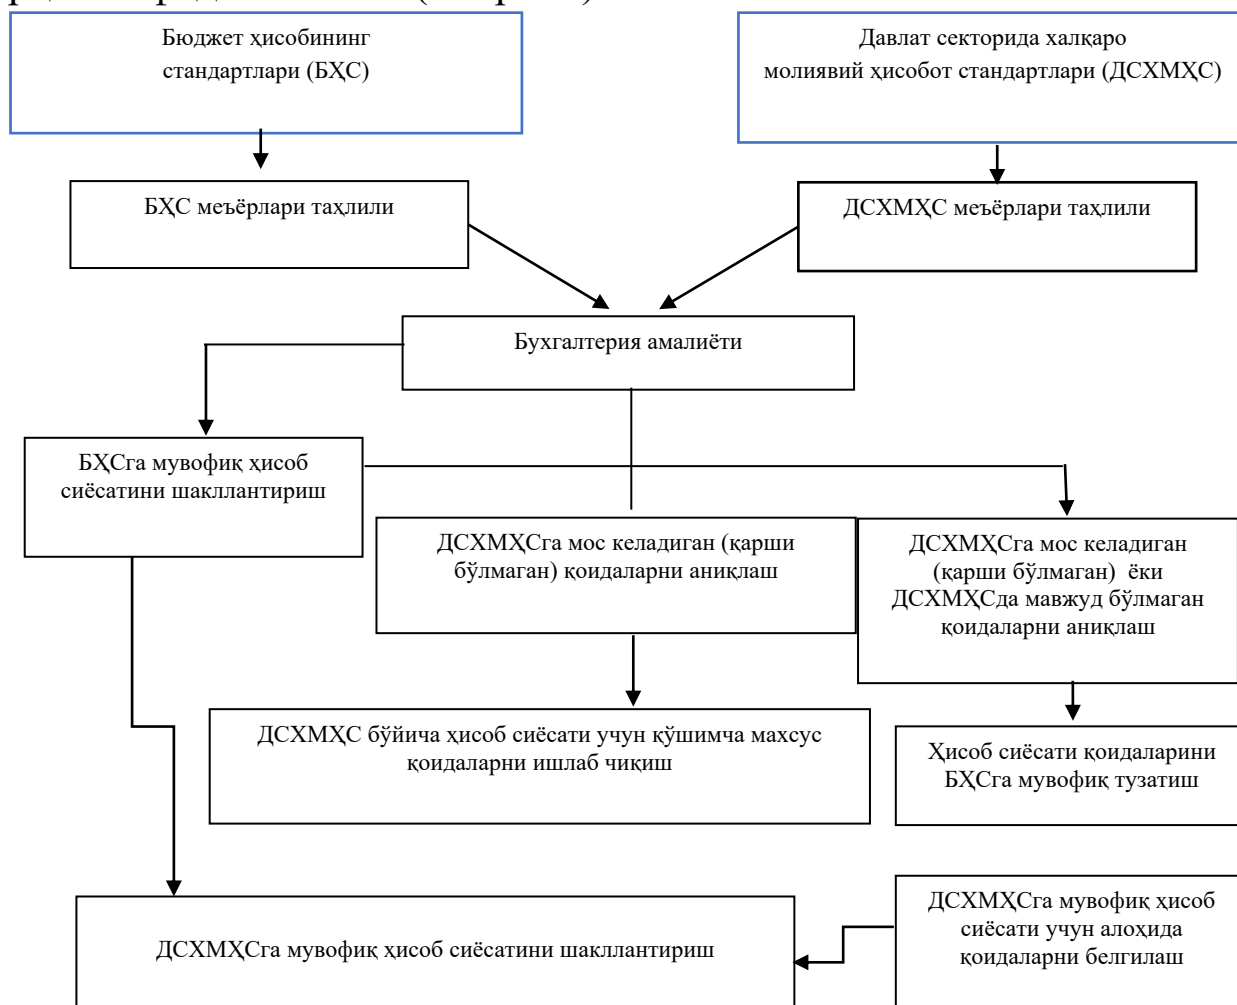 Бюджет ҳисобининг
стандартлари (БҲС)
Давлат секторида халқаро
молиявий ҳисобот стандартлари (ДСХМҲС)
БҲС меъёрлари таҳлили
ДСХМҲС меъёрлари таҳлили
Бухгалтерия амалиёти
БҲСга мувофиқ ҳисоб
сиёсатини шакллантириш
ДСХМҲСга мос келадиган (қарши
бўлмаган) қоидаларни аниқлаш
ДСХМҲСга мос келадиган
(қарши бўлмаган) ёки
ДСХМҲСда мавжуд бўлмаган
қоидаларни аниқлаш
ДСХМҲС бўйича ҳисоб сиёсати учун қўшимча махсус
қоидаларни ишлаб чиқиш
Ҳисоб сиёсати қоидаларини
БҲСга мувофиқ тузатиш
ДСХМҲСга мувофиқ ҳисоб сиёсатини шакллантириш
ДСХМҲСга мувофиқ ҳисоб
сиёсати учун алоҳида
қоидаларни белгилаш